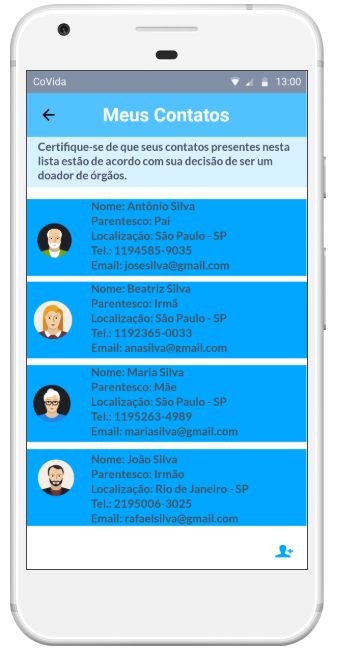 CoVida 13:00
Meus Contatos
Certifique-se de que seus contatos presentes nesta
lista estão de acordo com sua decisão de ser um
doador de órgãos.
Nome: Antônio Silva
Parentesco: Pai
Localização: São Paulo - SP
Tel.: 1194585-9035
Email: josesilva@gmail.com
Nome: Beatriz Silva
Parentesco: Irmã
Localização: São Paulo - SP
Tel.: 1192365-0033
Email: anasilva@gmail.com
Nome: Maria Silva
Parentesco: Mãe
Localização: São Paulo - SP
Tel.: 1195263-4989
Email: mariasilva@gmail.com
Nome: João Silva
Parentesco: Irmão
Localização: Rio de Janeiro - SP
Tel.: 2195006-3025
Email: rafaelsilva@gmail.com